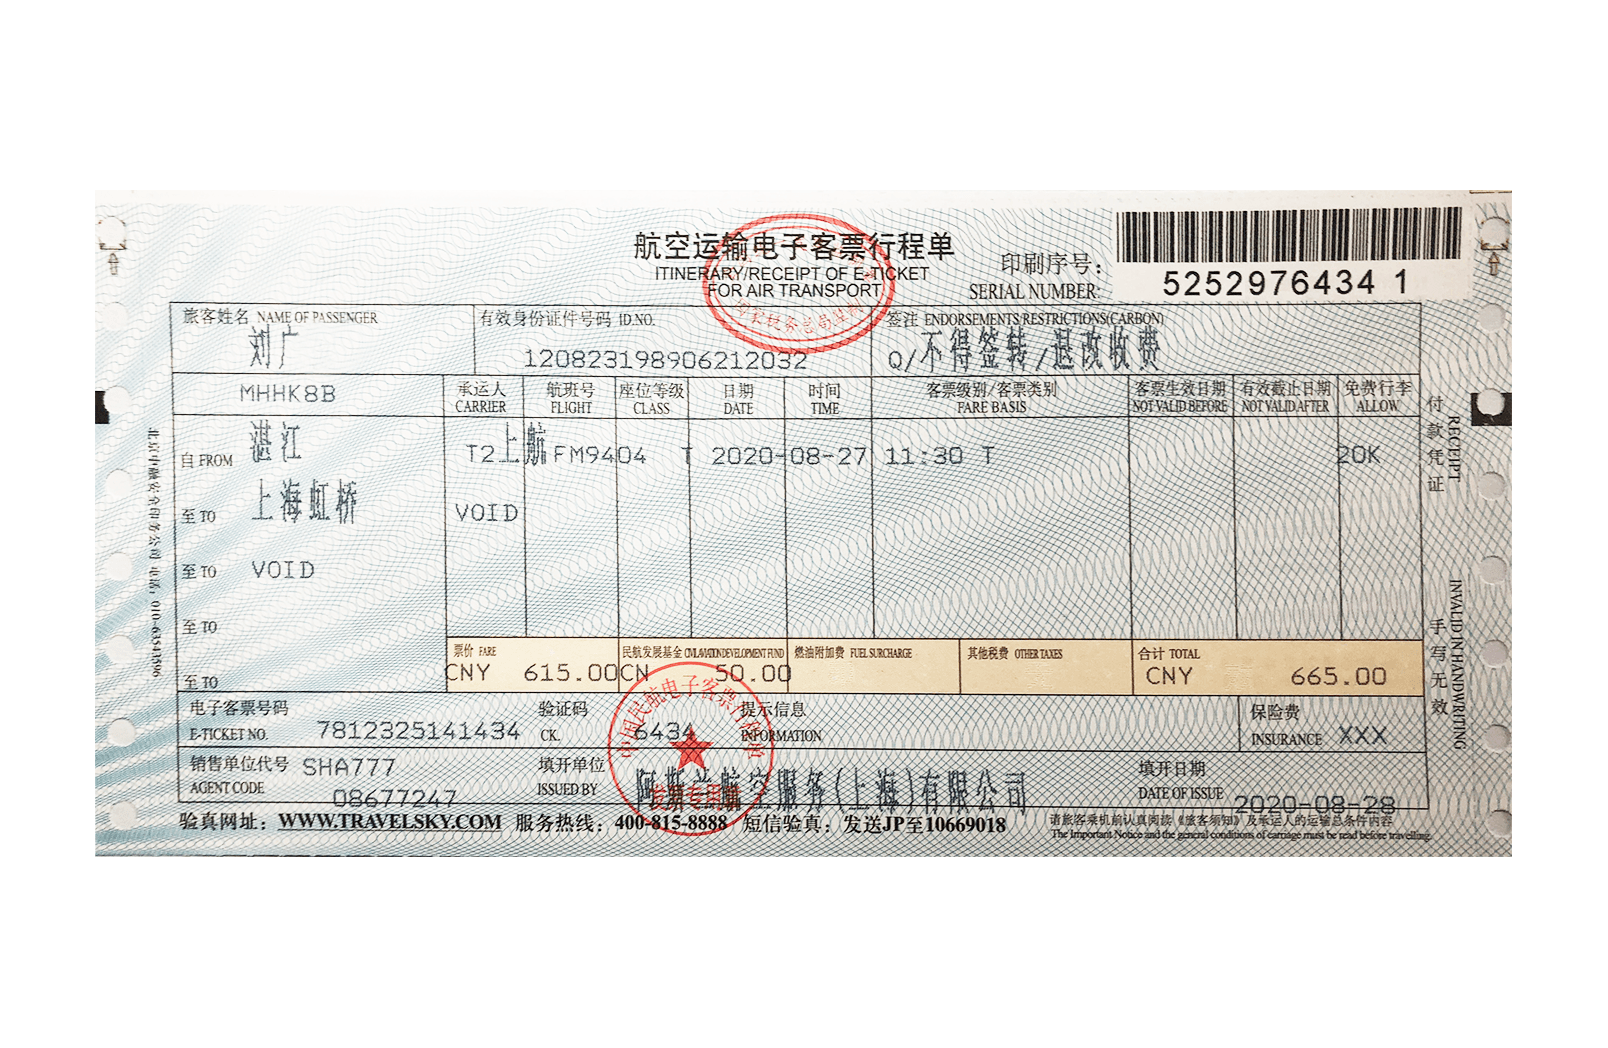 航空运输电子客票行程单
ITINERARY/RECEIPT OF E-TICKET
FOR AIR TRANSPORT
印刷序号:
SERIAL NUMBER:
5252976434 1
旅客姓名 NAME OF PASSENGER
刘广
有效身份证件号码 ID.NO.
120823198906212032
签注 ENDORSEMENTS/RESTRICTIONS(CARBON)
Q/不得签转/退改收费
MHHK8B
承运人 CARRIER
航班号 FLIGHT
座位等级 CLASS
日期 DATE
时间 TIME
客票级别/客票类别 FARE BASIS
客票生效日期 NOT VALID BEFORE
有效截止日期 NOT VALID AFTER
免费行李 ALLOW
自 FROM 湛江 T2上航 FM9404 T 2020-08-27 11:30 T 20K
至 TO 上海虹桥 VOID
至 TO VOID
至 TO
至 TO
票价 FARE
CNY 615.00
民航发展基金 CIVIL AVIATION DEVELOPMENT FUND
CN 50.00
燃油附加费 FUEL SURCHARGE
其他税费 OTHER TAXES
合计 TOTAL
CNY 665.00
电子客票号码
E-TICKET NO. 7812325141434
验证码
CK. 6434
提示信息
INFORMATION
保险费
INSURANCE XXX
销售单位代号 SHA777
AGENT CODE 08677247
填开单位
ISSUED BY 阿斯兰航空服务(上海)有限公司
填开日期
DATE OF ISSUE 2020-08-28
中国民航电子客票行程单
发票专用章
验真网址: WWW.TRAVELSKY.COM 服务热线: 400-815-8888 短信验真: 发送JP至10669018
请旅客乘机前认真阅读《旅客须知》及承运人的运输总条件内容
The Important Notice and the general conditions of carriage must be read before travelling.
北京中融安全印务公司 电话: 010-63543596
付款凭证 RECEIPT
手写无效 INVALID IN HANDWRITING